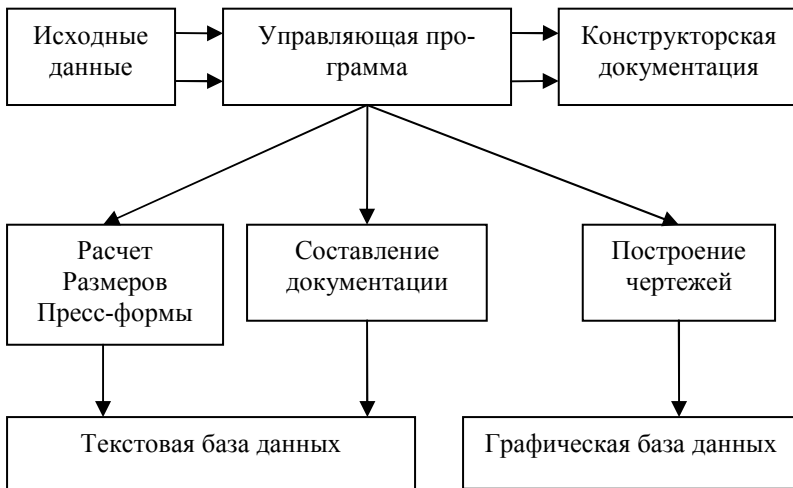 Исходные
данные
Управляющая про-
грамма
Конструкторская
документация
Расчет
Размеров
Пресс-формы
Составление
документации
Построение
чертежей
Текстовая база данных
Графическая база данных